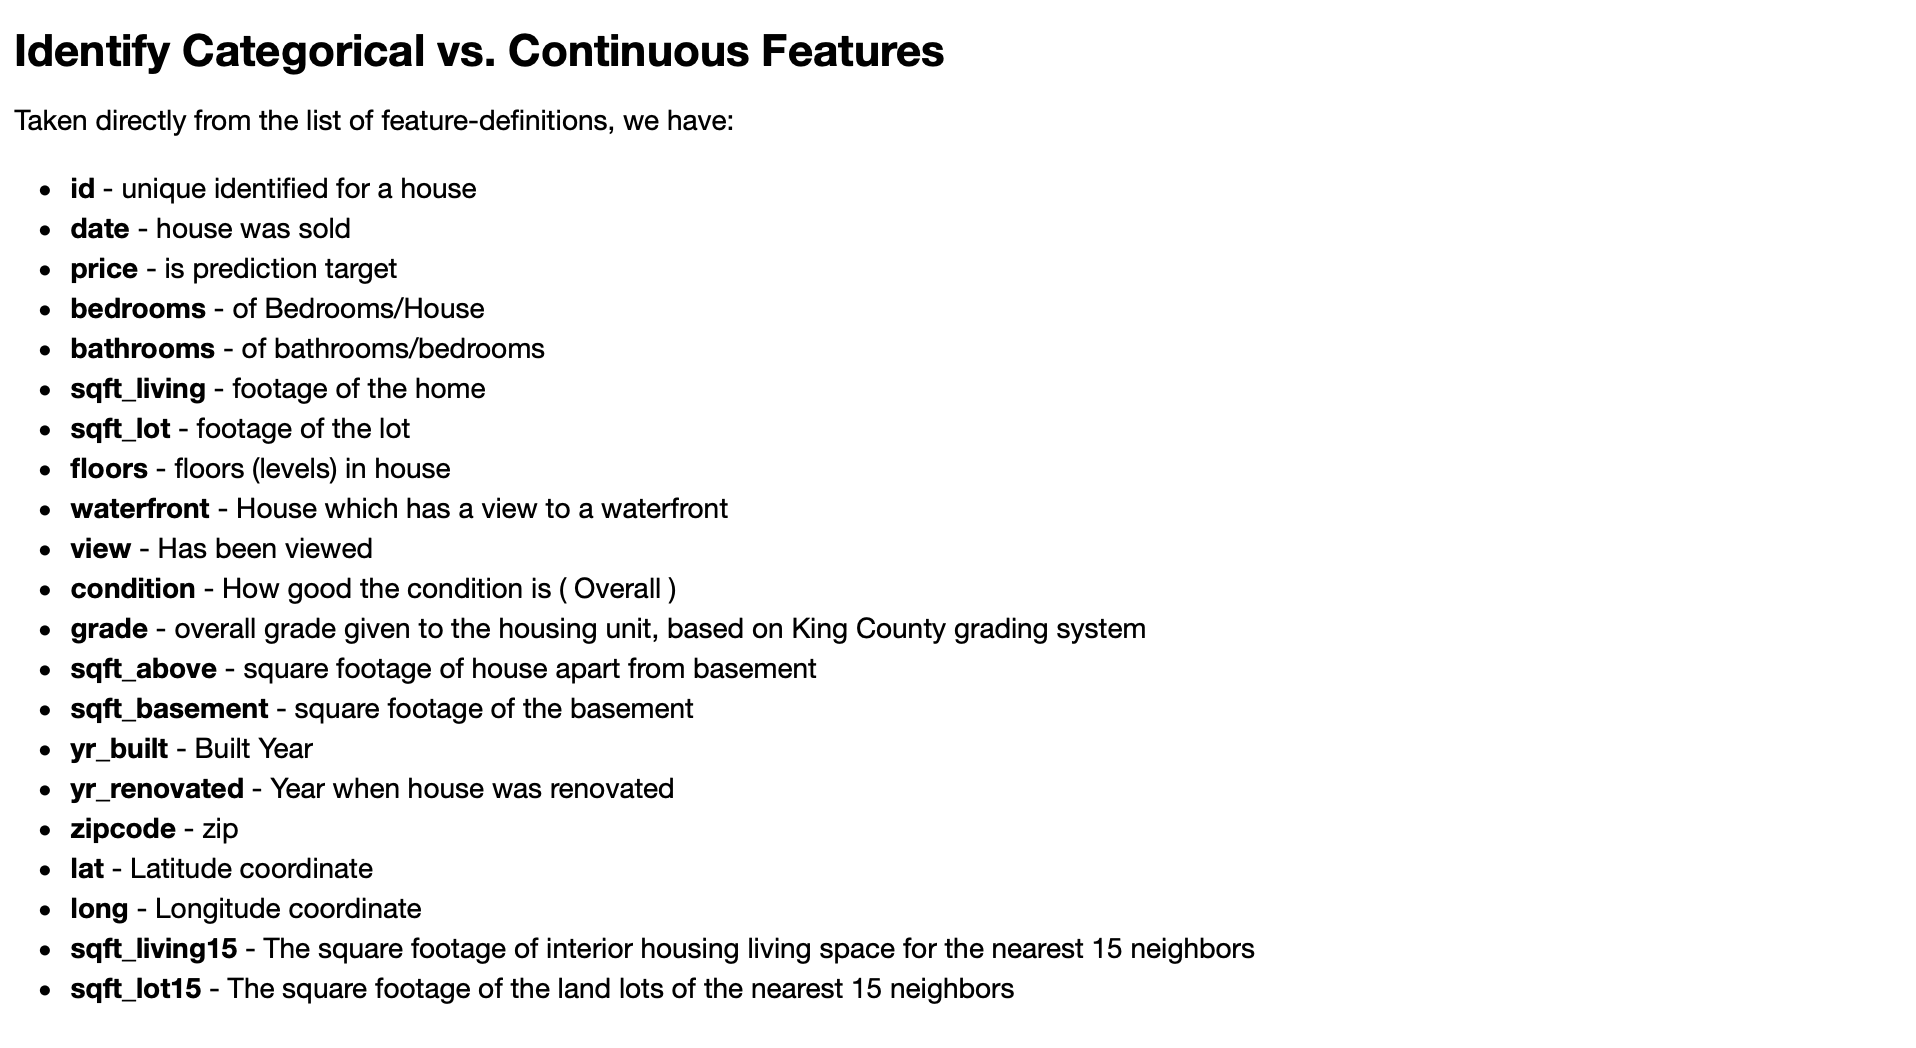 Identify Categorical vs. Continuous Features
Taken directly from the list of feature-definitions, we have:
• id - unique identified for a house
• date - house was sold
• price - is prediction target
• bedrooms - of Bedrooms/House
• bathrooms - of bathrooms/bedrooms
• sqft_living - footage of the home
• sqft_lot - footage of the lot
• floors - floors (levels) in house
• waterfront - House which has a view to a waterfront
• view - Has been viewed
• condition - How good the condition is ( Overall )
• grade - overall grade given to the housing unit, based on King County grading system
• sqft_above - square footage of house apart from basement
• sqft_basement - square footage of the basement
• yr_built - Built Year
• yr_renovated - Year when house was renovated
• zipcode - zip
• lat - Latitude coordinate
• long - Longitude coordinate
• sqft_living15 - The square footage of interior housing living space for the nearest 15 neighbors
• sqft_lot15 - The square footage of the land lots of the nearest 15 neighbors